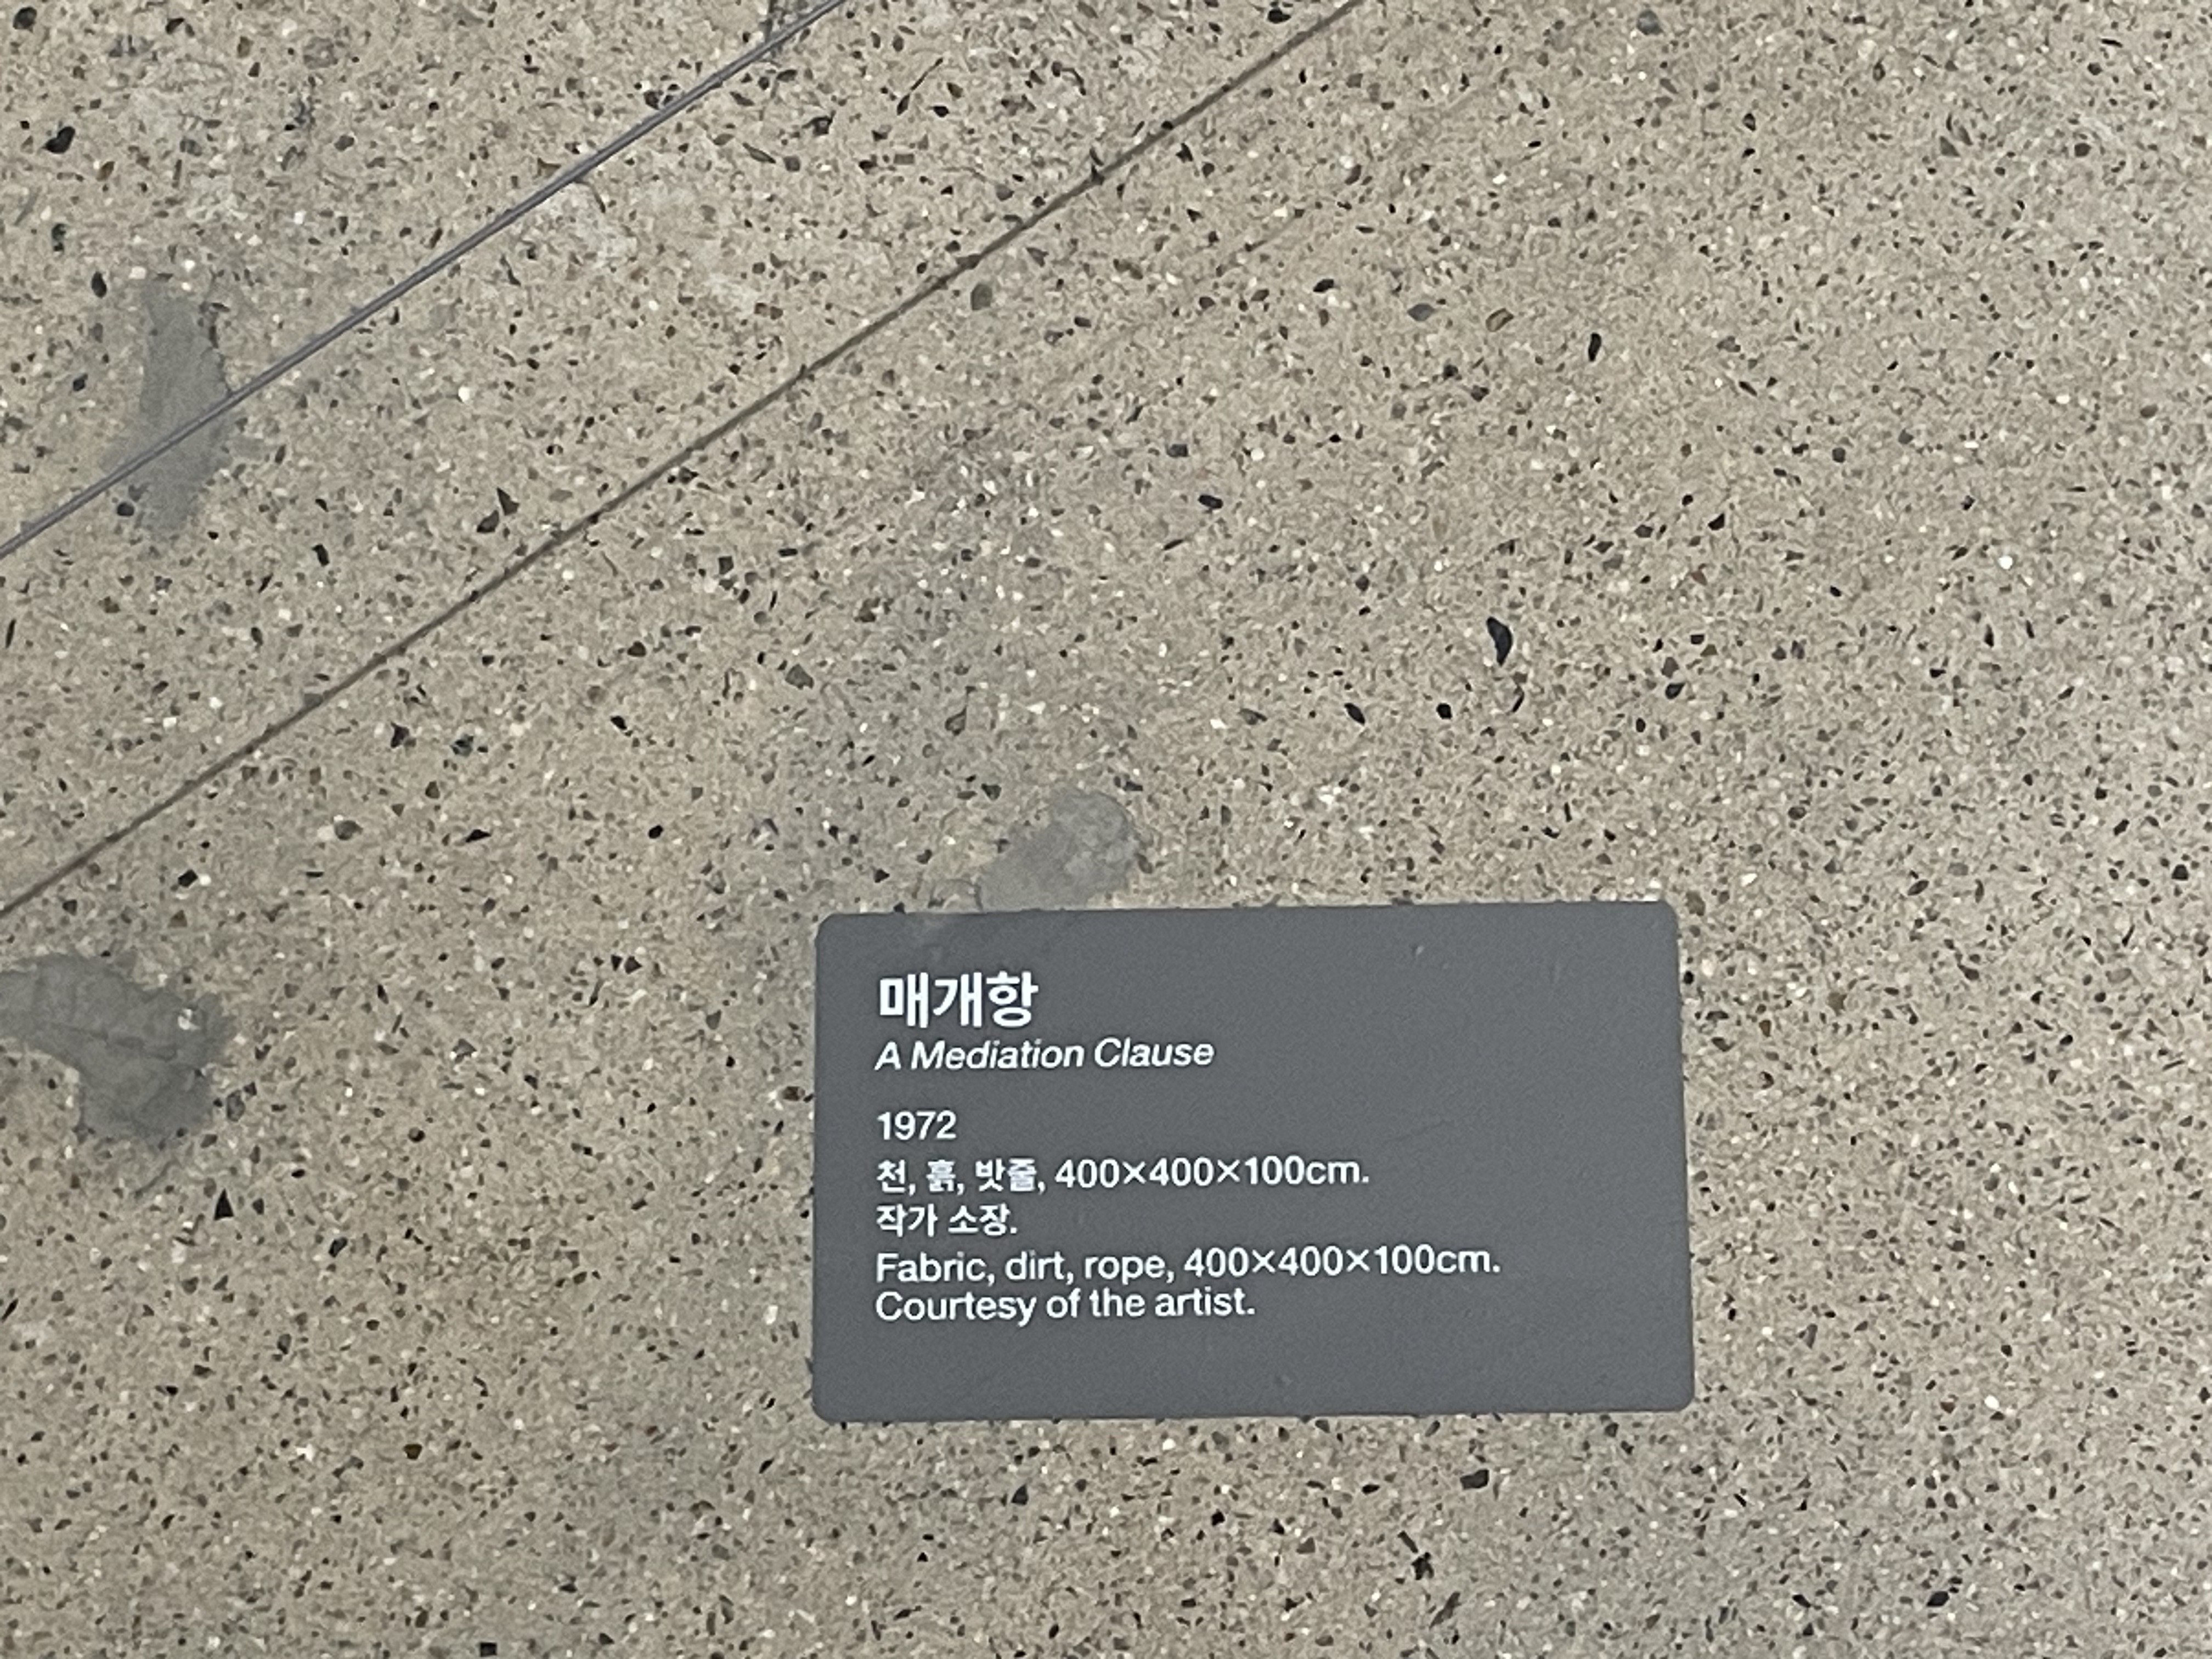 매개항
A Mediation Clause
1972
천, 흙, 밧줄, 400×400×100cm.
작가 소장.
Fabric, dirt, rope, 400×400×100cm.
Courtesy of the artist.